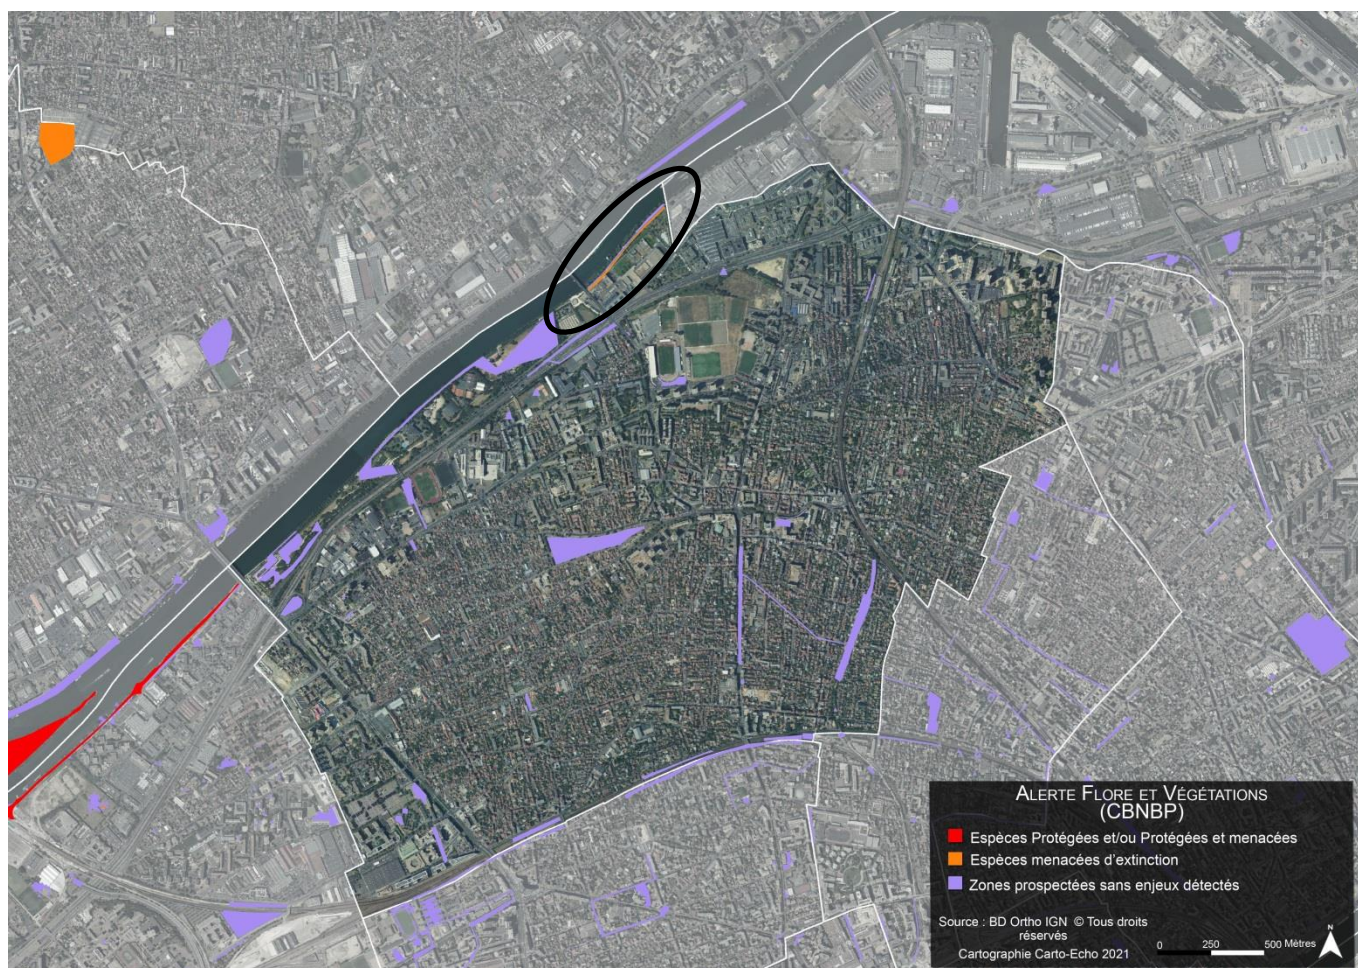 ALERTE FLORE ET VÉGÉTATIONS
(CBNBP)
Espèces Protégées et/ou Protégées et menacées
Espèces menacées d'extinction
Zones prospectées sans enjeux détectés
Source : BD Ortho IGN © Tous droits
réservés
Cartographie Carto-Echo 2021
0 250 500 Mètres
N